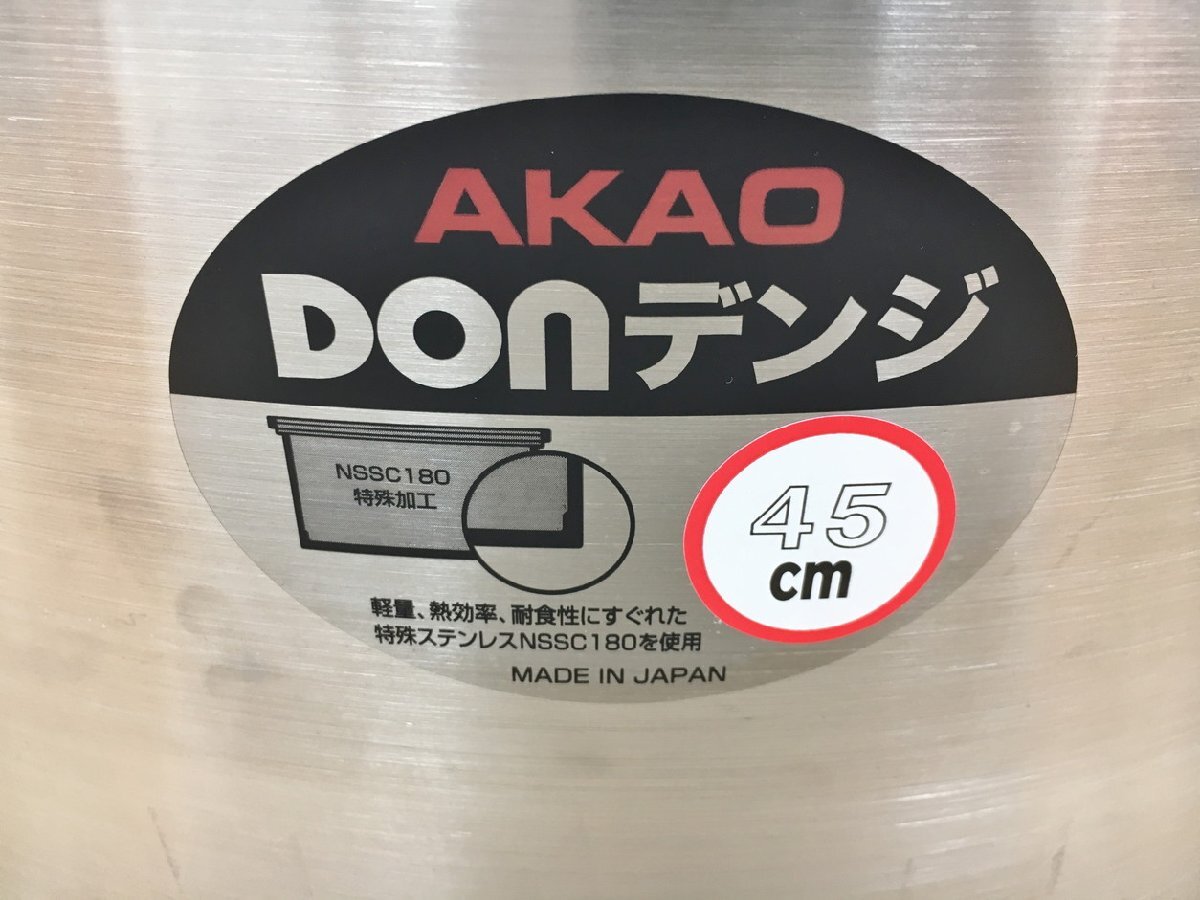 AKAO
DONデンジ
NSSC180
特殊加工
45
cm
軽量、熱効率、耐食性にすぐれた
特殊ステンレスNSSC180を使用
MADE IN JAPAN